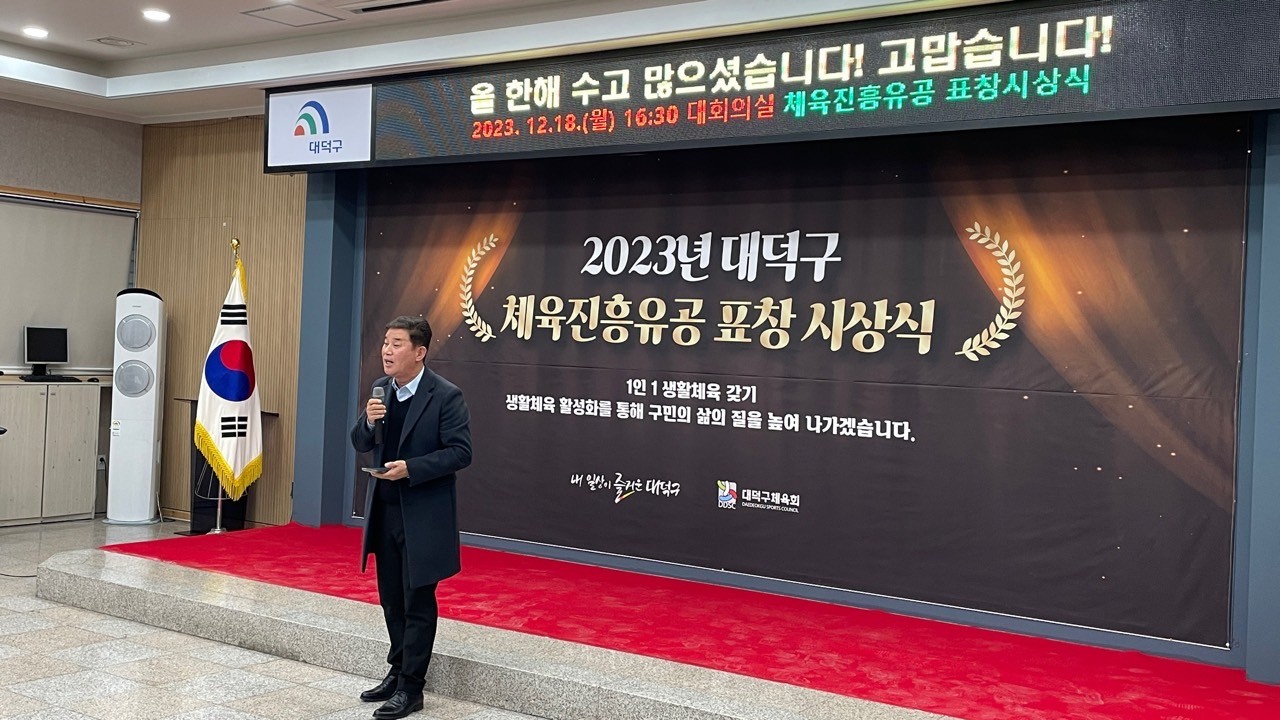 올 한해 수고 많으셨습니다! 고맙습니다!
2023. 12.18.(월) 16:30 대회의실 체육진흥유공 표창시상식
대덕구
2023년 대덕구
체육진흥유공 표창 시상식
1인 1 생활체육 갖기
생활체육 활성화를 통해 구민의 삶의 질을 높여 나가겠습니다.
내 일상이 즐거운 대덕구
DDSC
대덕구체육회
DAEDEOKGU SPORTS COUNCIL